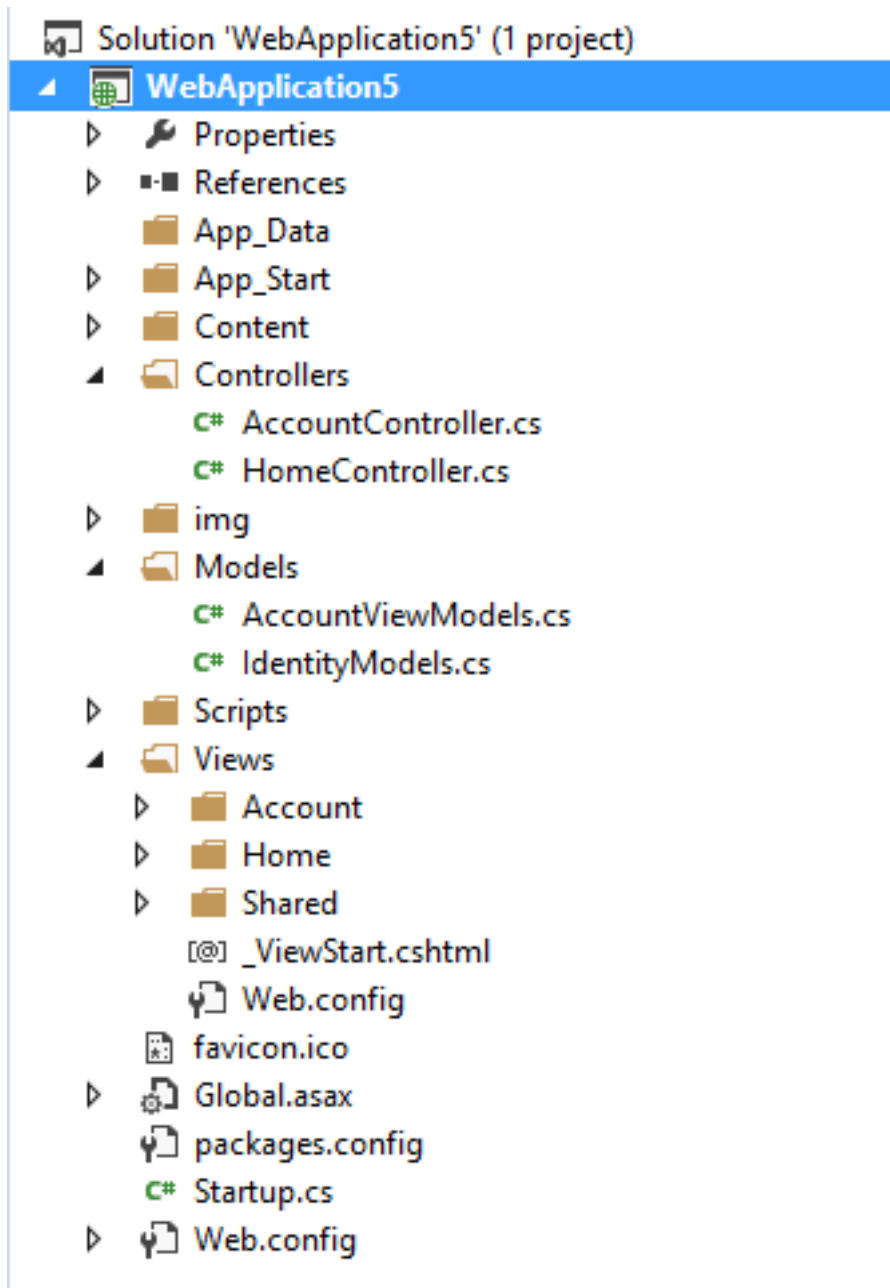 Solution 'WebApplication5' (1 project)
WebApplication5
Properties
References
App_Data
App_Start
Content
Controllers
C# AccountController.cs
C# HomeController.cs
img
Models
C# AccountViewModels.cs
C# IdentityModels.cs
Scripts
Views
Account
Home
Shared
[@] _ViewStart.cshtml
Web.config
favicon.ico
Global.asax
packages.config
C# Startup.cs
Web.config